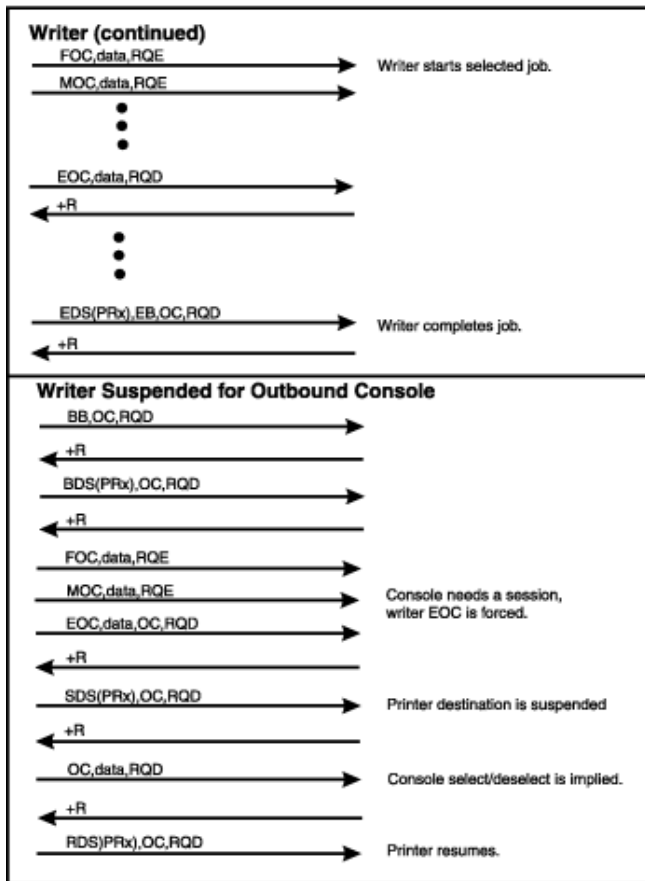 Writer (continued)
FOC,data,RQE
Writer starts selected job.
MOC,data,RQE
EOC,data,RQD
+R
EDS(PRx),EB,OC,RQD
Writer completes job.
+R
Writer Suspended for Outbound Console
BB,OC,RQD
+R
BDS(PRx),OC,RQD
+R
FOC,data,RQE
MOC,data,RQE
Console needs a session,
writer EOC is forced.
EOC,data,OC,RQD
+R
SDS(PRx),OC,RQD
Printer destination is suspended
+R
OC,data,RQD
Console select/deselect is implied.
+R
RDS)PRx),OC,RQD
Printer resumes.